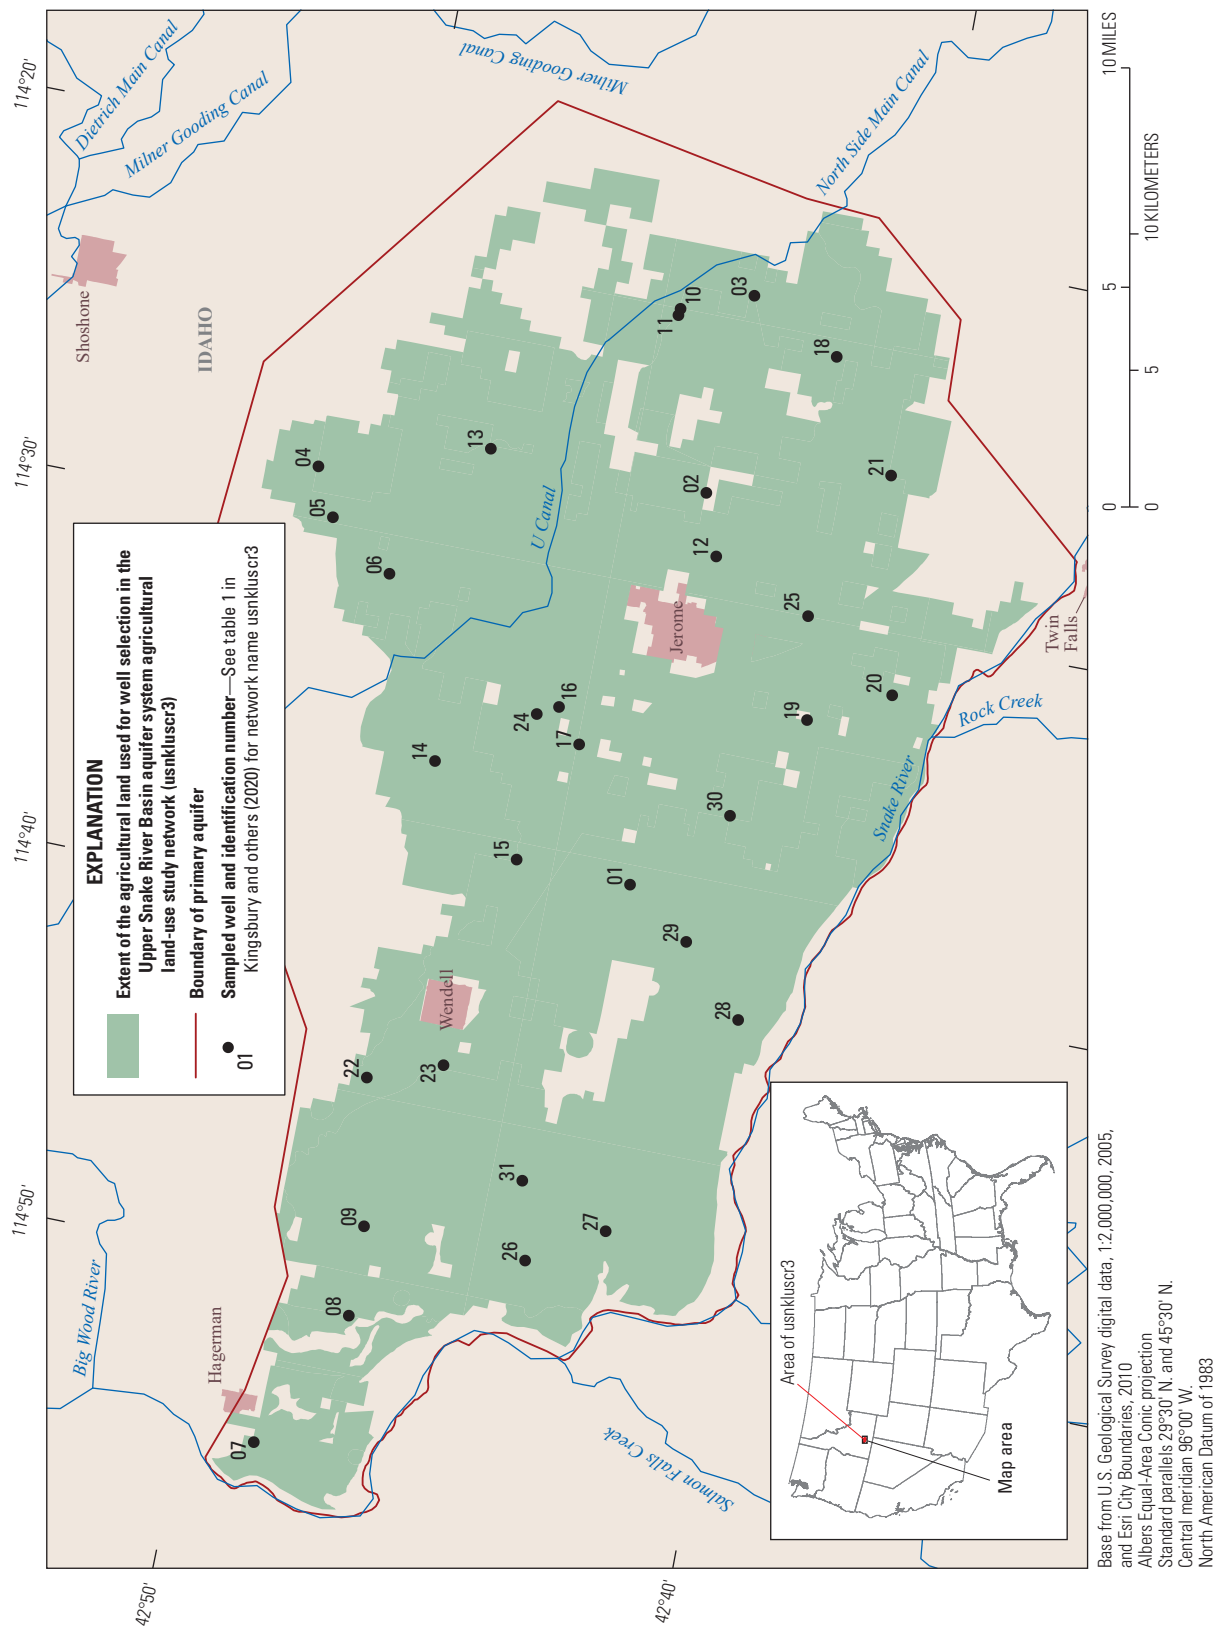 114°50'
114°40'
114°30'
114°20'
42°50'
42°40'
EXPLANATION
Extent of the agricultural land used for well selection in the
Upper Snake River Basin aquifer system agricultural
land-use study network (usnkluscr3)
Boundary of primary aquifer
Sampled well and identification number—See table 1 in
Kingsbury and others (2020) for network name usnkluscr3
01
Big Wood River
Hagerman
Shoshone
Dietrich Main Canal
Milner Gooding Canal
IDAHO
07
08
09
22
23
Wendell
04
05
06
13
14
15
24
16
17
U Canal
Milner Gooding Canal
26
31
27
01
29
28
30
Jerome
12
02
11
10
03
18
19
25
20
21
North Side Main Canal
Salmon Falls Creek
Snake River
Rock Creek
Twin
Falls
Area of usnkluscr3
Map area
Base from U.S. Geological Survey digital data, 1:2,000,000, 2005,
and Esri City Boundaries, 2010
Albers Equal-Area Conic projection
Standard parallels 29°30' N. and 45°30' N.
Central meridian 96°00' W.
North American Datum of 1983
0 5 10 MILES
0 5 10 KILOMETERS